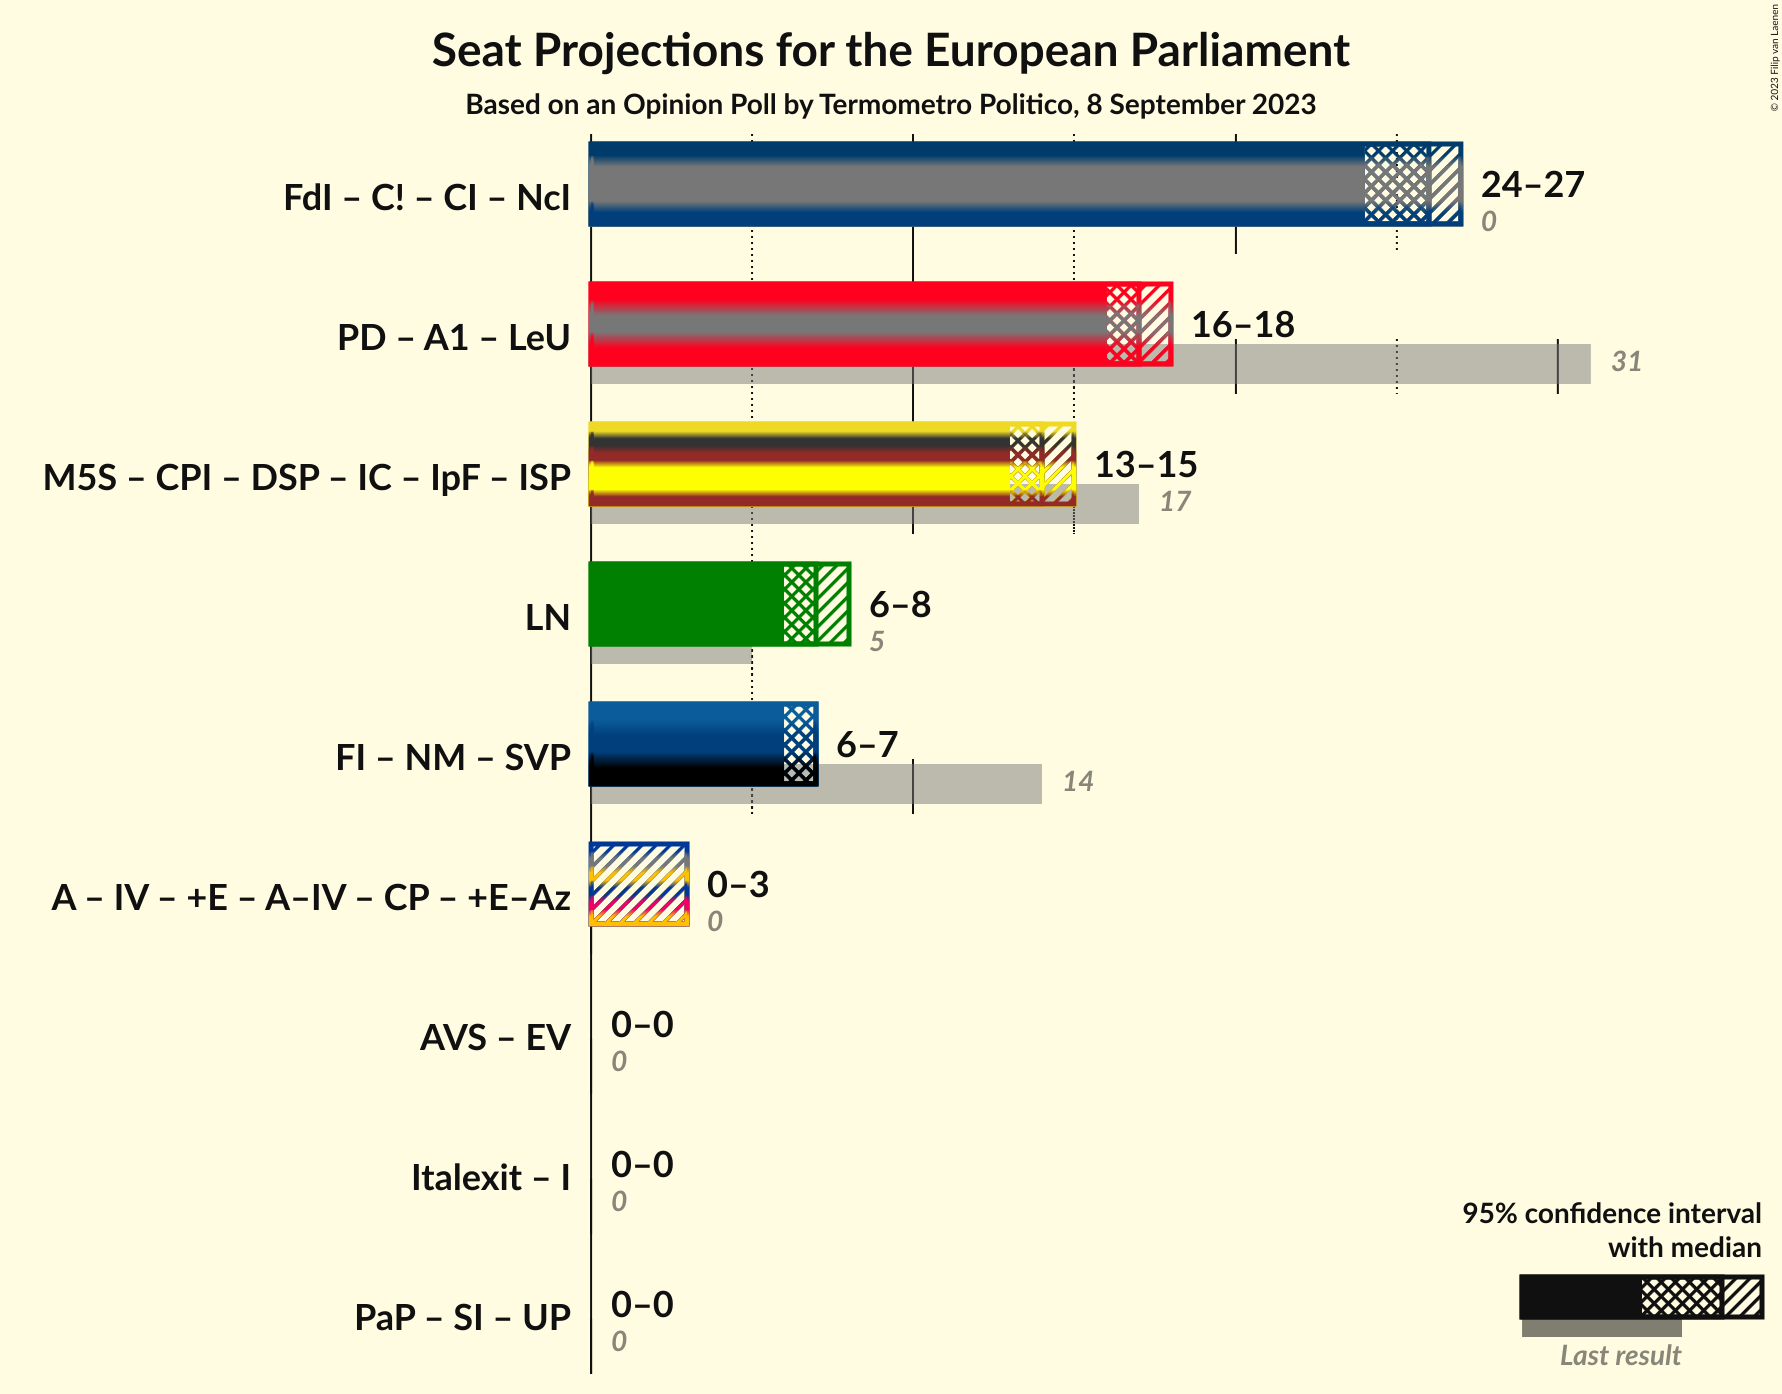 Seat Projections for the European Parliament
Based on an Opinion Poll by Termometro Politico, 8 September 2023
© 2023 Filip van Laenen
FdI – C! – CI – NcI
24–27
0
PD – A1 – LeU
16–18
31
M5S – CPI – DSP – IC – IpF – ISP
13–15
17
LN
6–8
5
FI – NM – SVP
6–7
14
A – IV – +E – A–IV – CP – +E–Az
0–3
0
AVS – EV
0–0
0
Italexit – I
0–0
0
PaP – SI – UP
0–0
0
95% confidence interval
with median
Last result